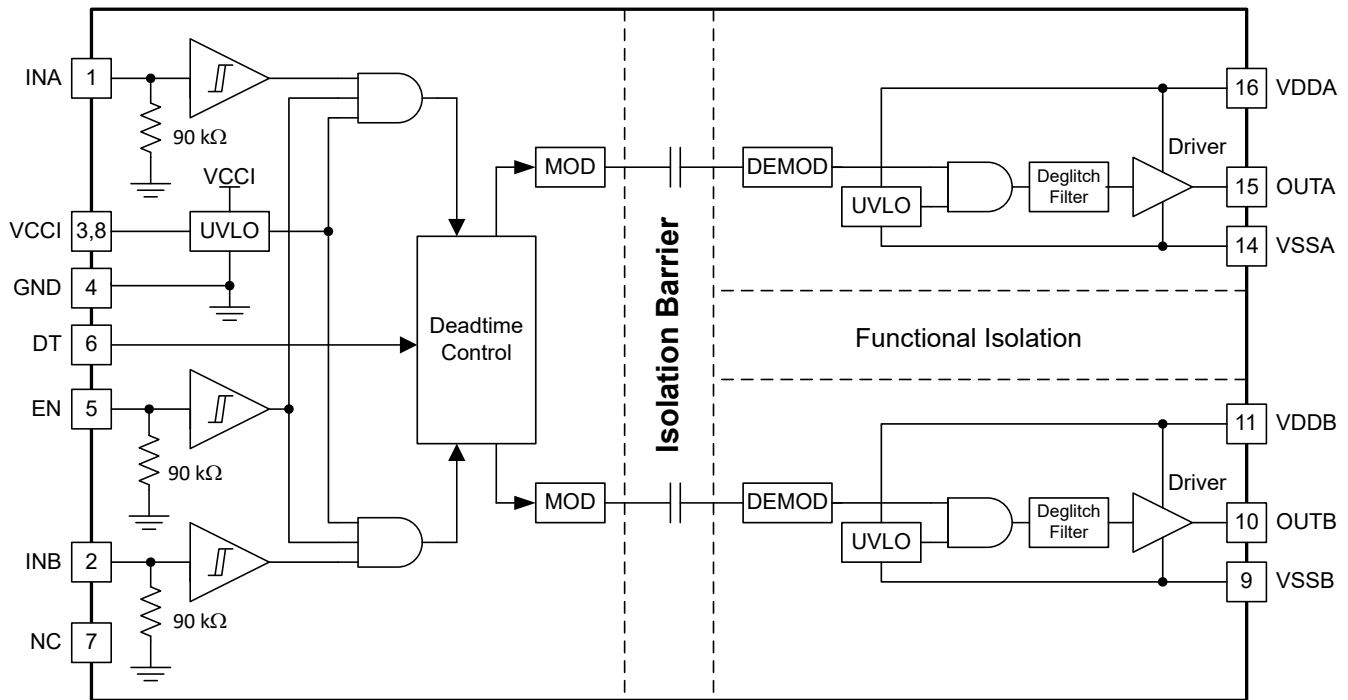 INA
1
90 kΩ
VCCI
VCCI
3,8
UVLO
GND
4
DT
6
EN
5
90 kΩ
INB
2
90 kΩ
NC
7
Deadtime
Control
MOD
MOD
Isolation Barrier
DEMOD
UVLO
Deglitch
Filter
Driver
16
VDDA
15
OUTA
14
VSSA
Functional Isolation
DEMOD
UVLO
Deglitch
Filter
Driver
11
VDDB
10
OUTB
9
VSSB